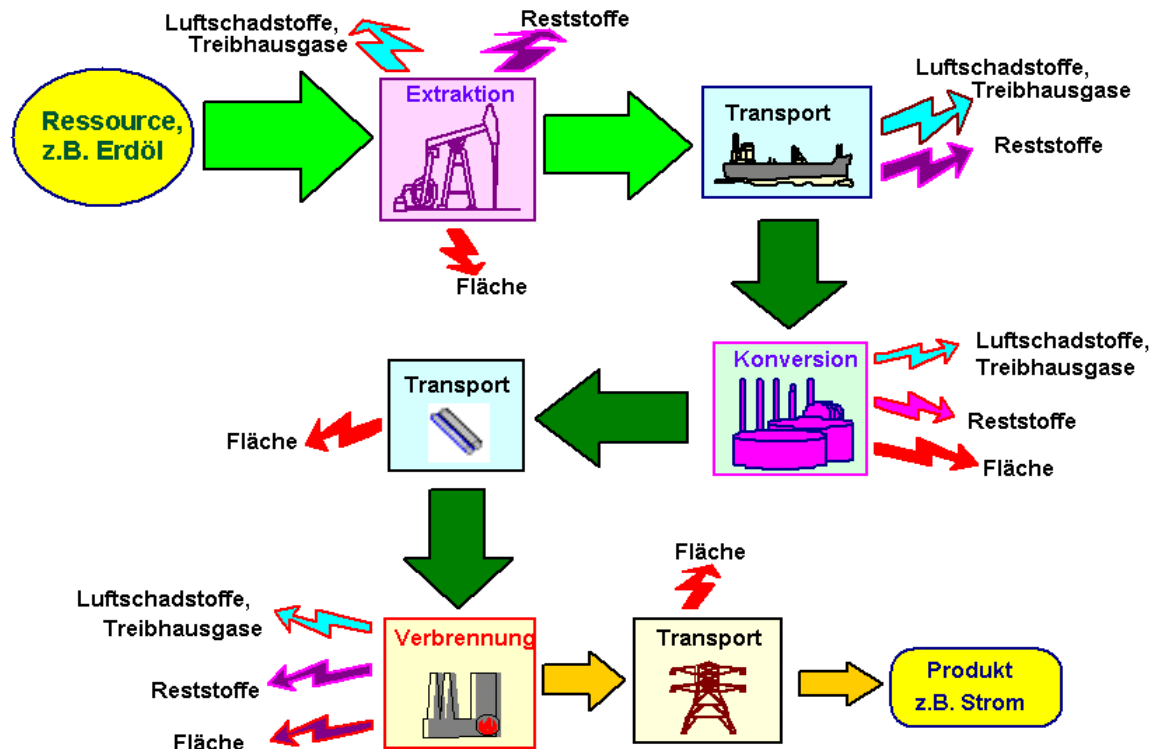 Luftschadstoffe,
Treibhausgase
Reststoffe
Ressource,
z.B. Erdöl
Extraktion
Fläche
Transport
Luftschadstoffe,
Treibhausgase
Reststoffe
Konversion
Luftschadstoffe,
Treibhausgase
Reststoffe
Fläche
Transport
Fläche
Verbrennung
Luftschadstoffe,
Treibhausgase
Reststoffe
Fläche
Transport
Fläche
Produkt
z.B. Strom